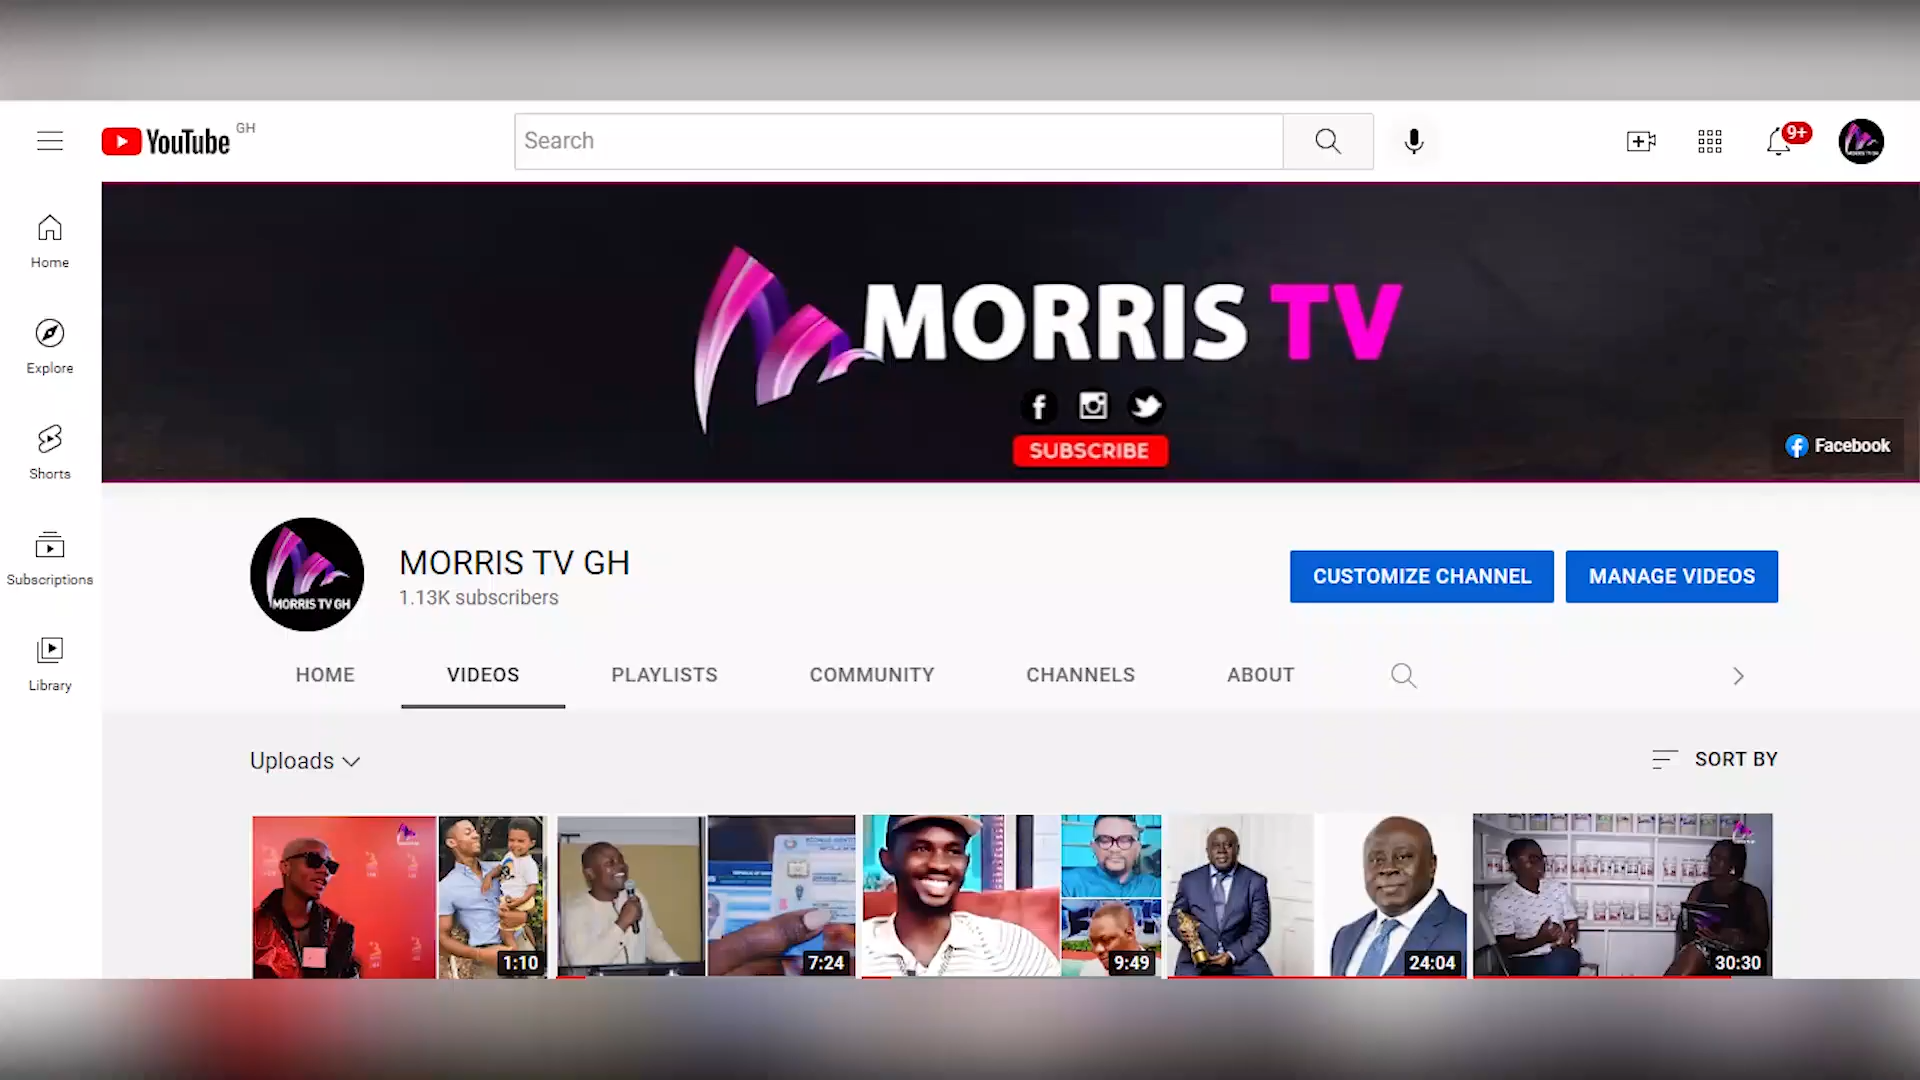 YouTube GH
Search
9+
Home
Explore
Shorts
Subscriptions
Library
MORRIS TV
SUBSCRIBE
Facebook
MORRIS TV GH
MORRIS TV GH
1.13K subscribers
CUSTOMIZE CHANNEL
MANAGE VIDEOS
HOME
VIDEOS
PLAYLISTS
COMMUNITY
CHANNELS
ABOUT
Uploads
SORT BY
1:10
7:24
9:49
24:04
30:30